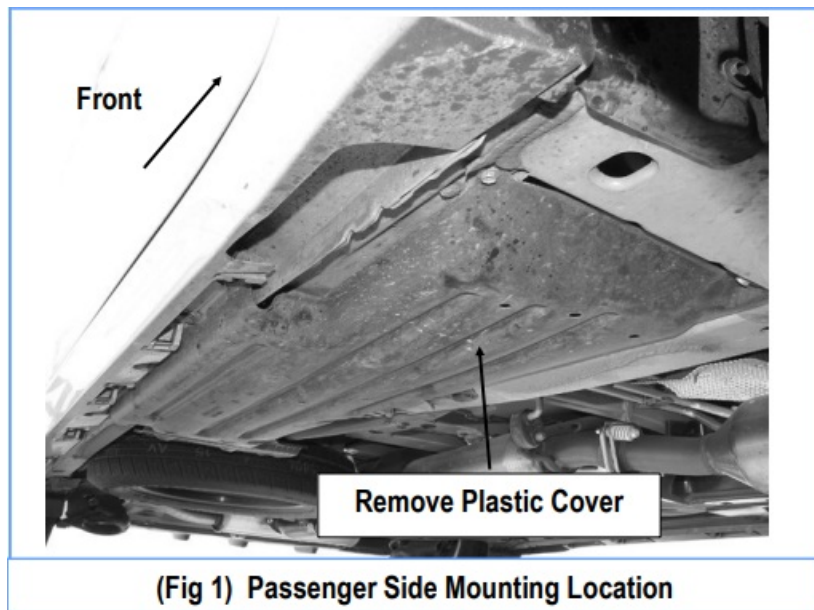 Front
Remove Plastic Cover
(Fig 1) Passenger Side Mounting Location